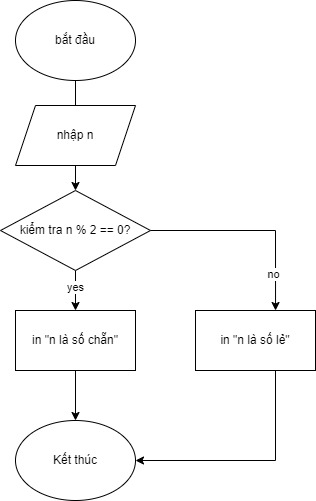 bắt đầu
nhập n
kiểm tra n % 2 == 0?
no
yes
in "n là số chẵn"
in "n là số lẻ"
Kết thúc